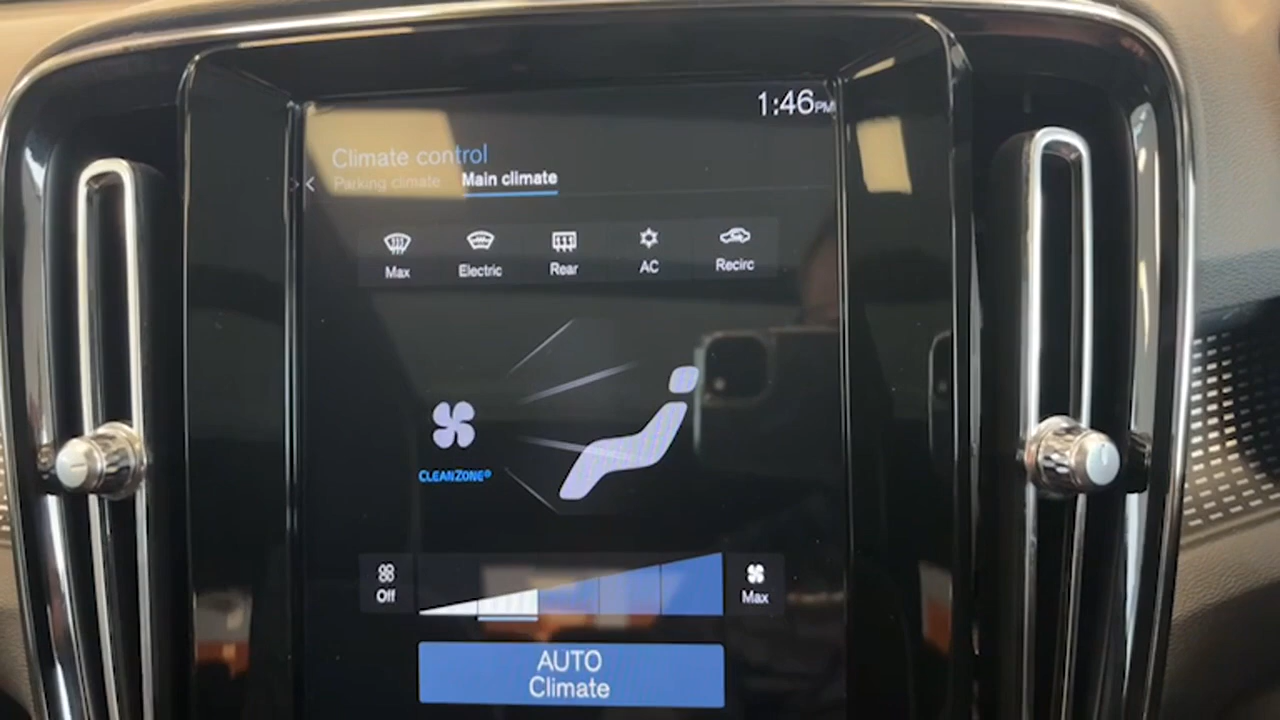 1:46PM
Climate control
Parking climate Main climate
Max Electric Rear AC Recirc
CLEANZONE®
Off Max
AUTO
Climate